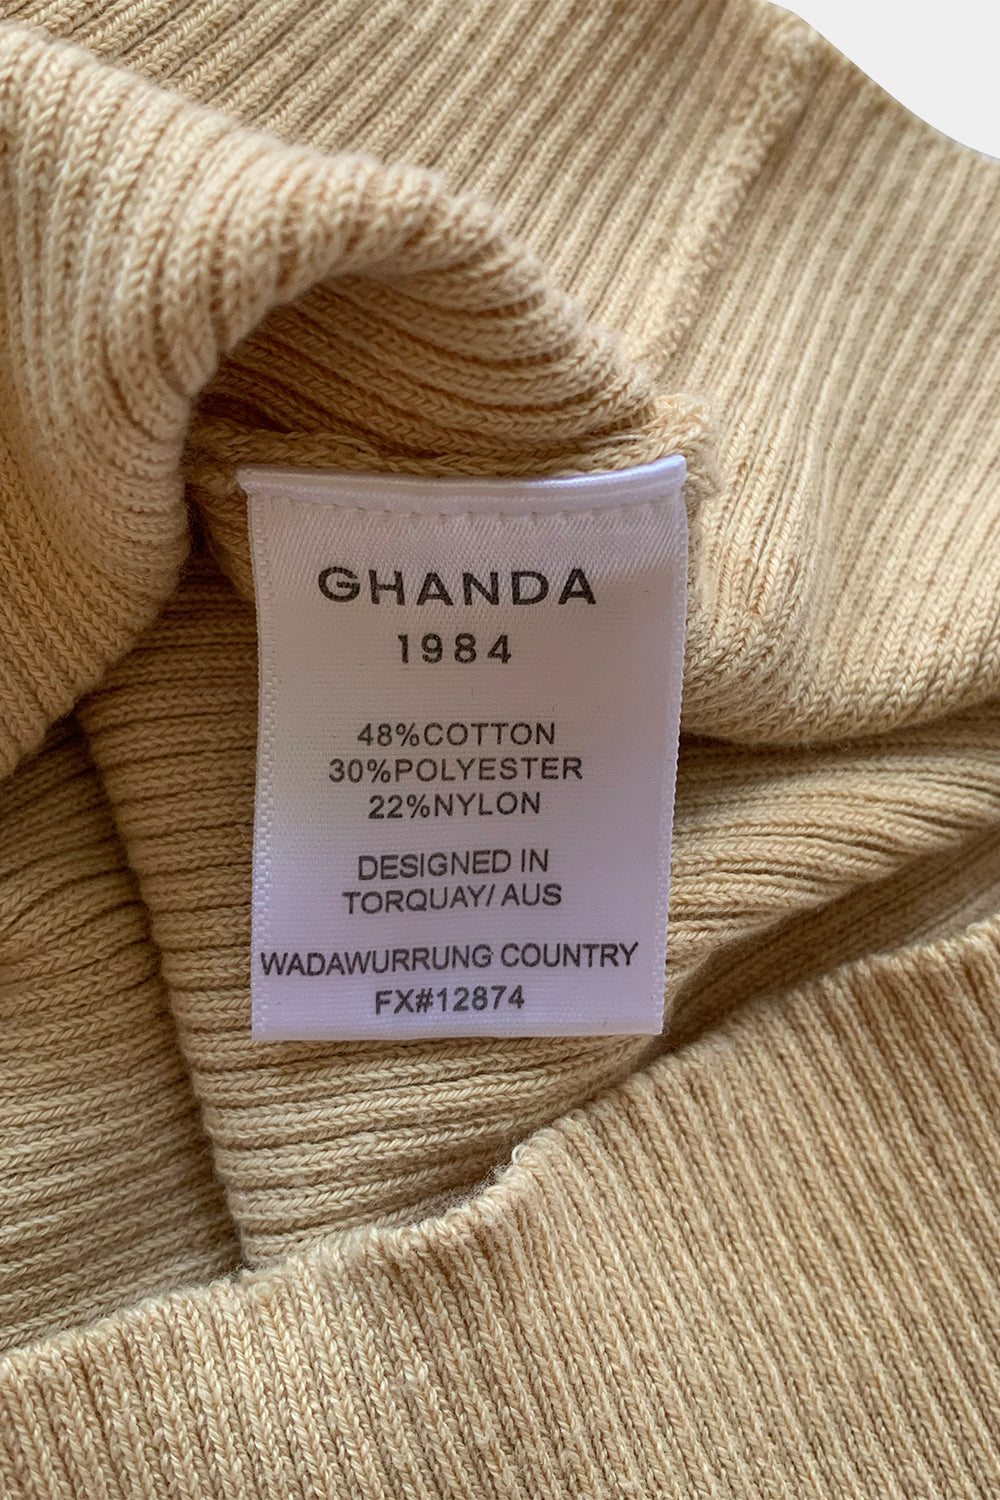 GHANDA
1984
48%COTTON
30%POLYESTER
22%NYLON
DESIGNED IN
TORQUAY/ AUS
WADAWURRUNG COUNTRY
FX#12874